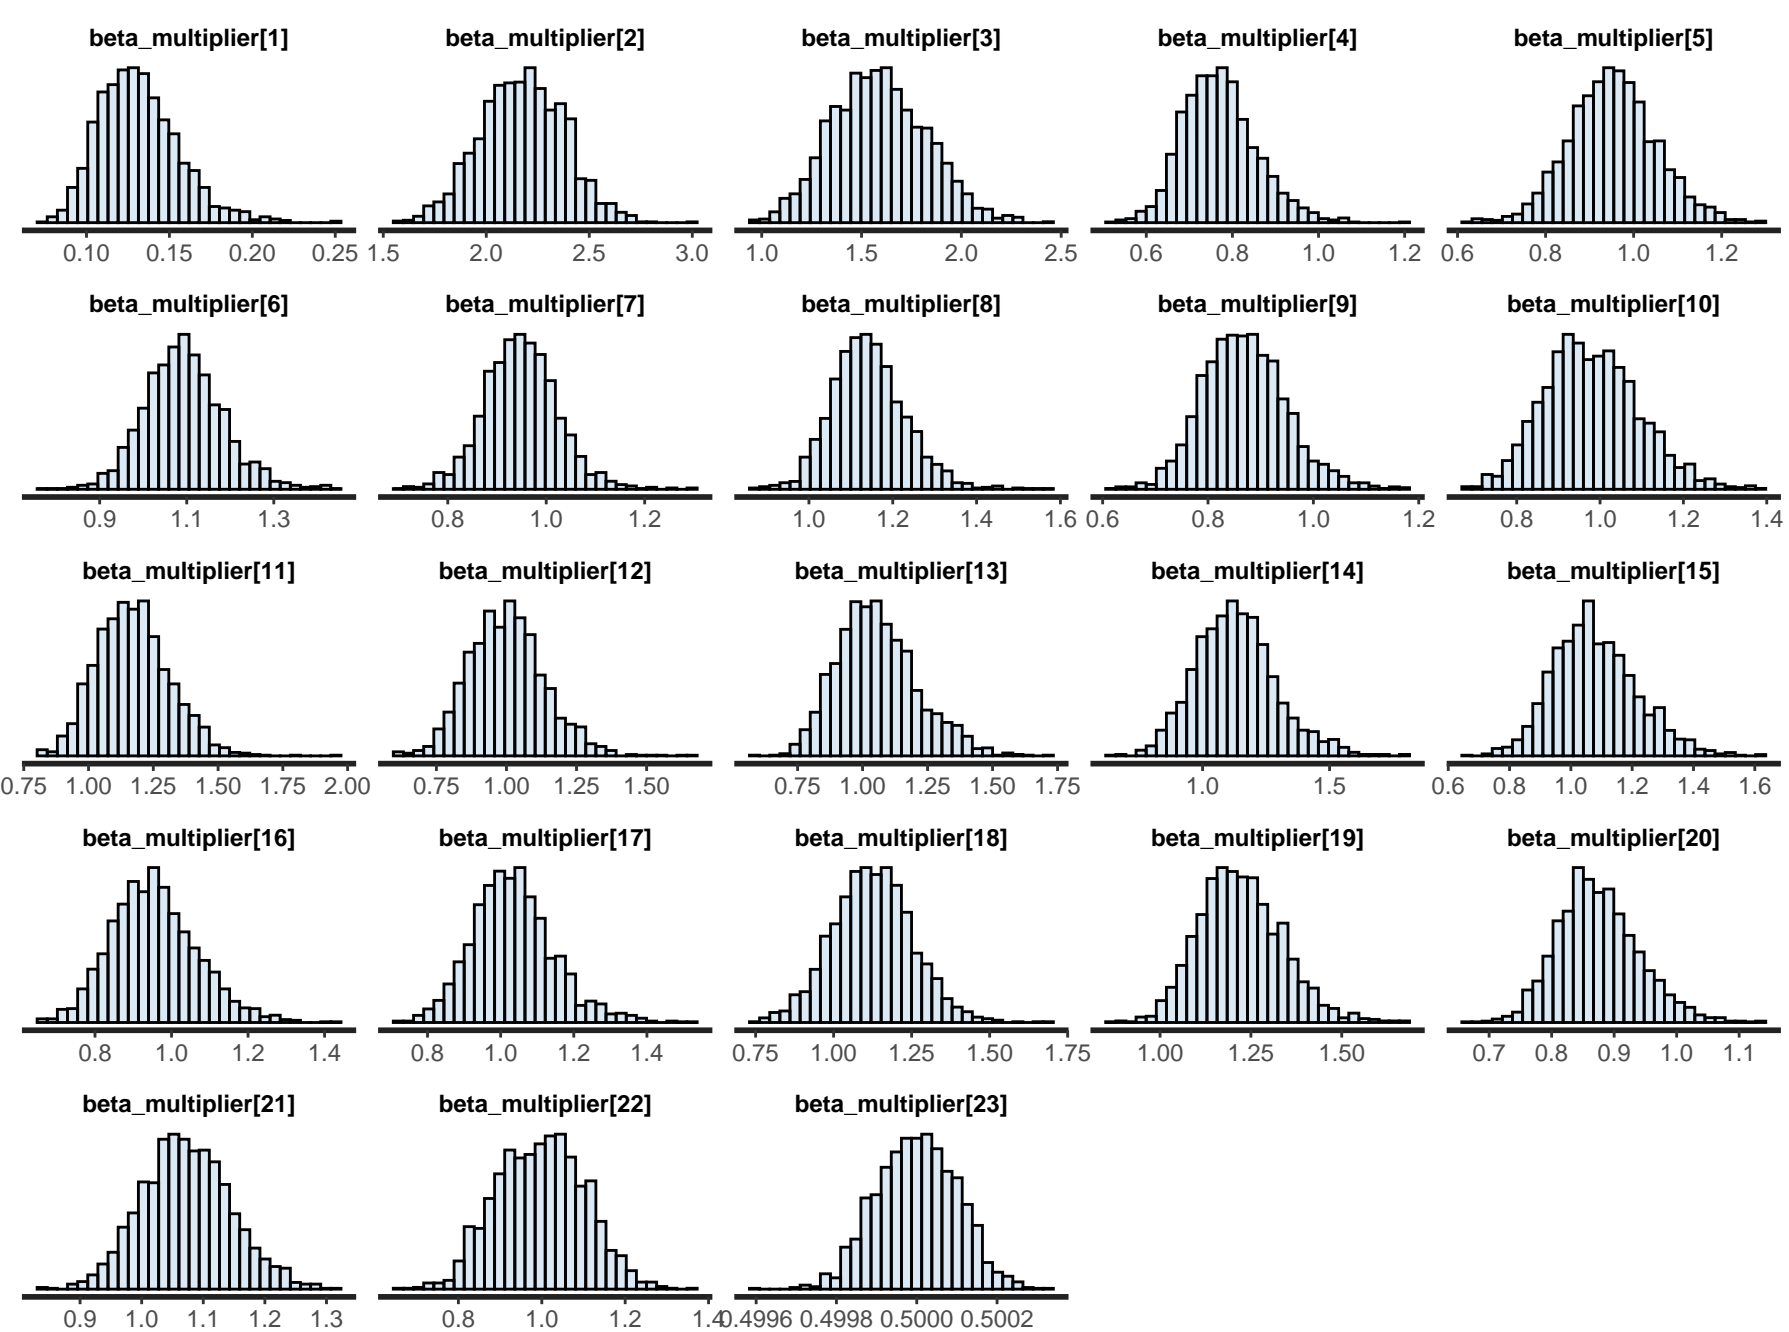 beta_multiplier[1] beta_multiplier[2] beta_multiplier[3] beta_multiplier[4] beta_multiplier[5]
0.10 0.15 0.20 0.25 1.5 2.0 2.5 3.0 1.0 1.5 2.0 2.5 0.6 0.8 1.0 1.2 0.6 0.8 1.0 1.2
beta_multiplier[6] beta_multiplier[7] beta_multiplier[8] beta_multiplier[9] beta_multiplier[10]
0.9 1.1 1.3 0.8 1.0 1.2 1.0 1.2 1.4 1.6 0.6 0.8 1.0 1.2 0.8 1.0 1.2 1.4
beta_multiplier[11] beta_multiplier[12] beta_multiplier[13] beta_multiplier[14] beta_multiplier[15]
0.75 1.00 1.25 1.50 1.75 2.00 0.75 1.00 1.25 1.50 0.75 1.00 1.25 1.50 1.75 1.0 1.5 0.6 0.8 1.0 1.2 1.4 1.6
beta_multiplier[16] beta_multiplier[17] beta_multiplier[18] beta_multiplier[19] beta_multiplier[20]
0.8 1.0 1.2 1.4 0.8 1.0 1.2 1.4 0.75 1.00 1.25 1.50 1.75 1.00 1.25 1.50 0.7 0.8 0.9 1.0 1.1
beta_multiplier[21] beta_multiplier[22] beta_multiplier[23]
0.9 1.0 1.1 1.2 1.3 0.8 1.0 1.2 1.4 0.4996 0.4998 0.5000 0.5002